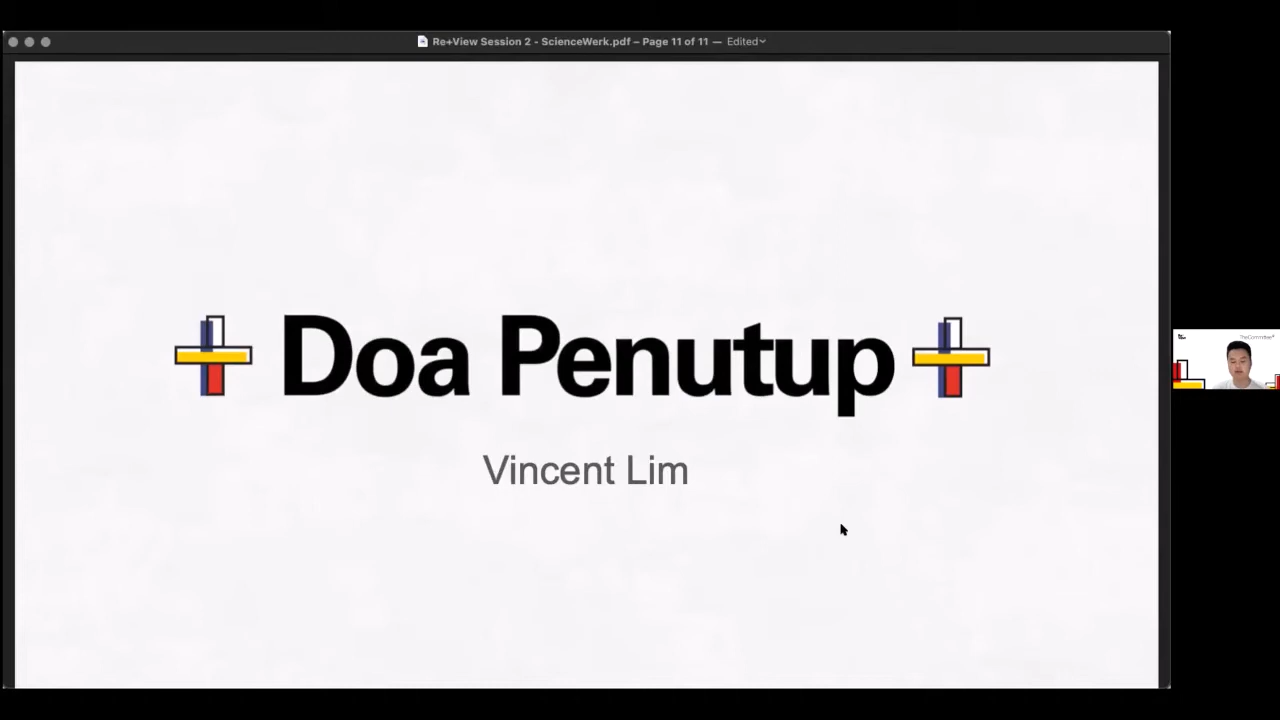 Re+View Session 2 - ScienceWerk.pdf – Page 11 of 11 — Edited
Doa Penutup
Vincent Lim